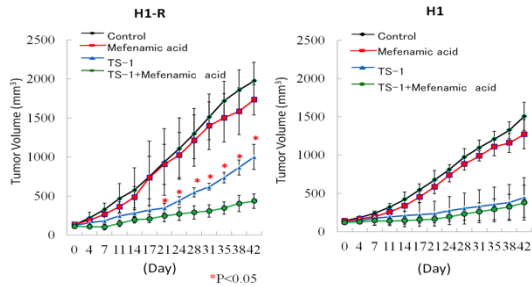 H1-R
Control
Mefenamic acid
TS-1
TS-1+Mefenamic acid
Tumor Volume (mm³)
2500
2000
1500
1000
500
0
* * * * * * *
0 4 7 11 14 17 21 24 28 31 35 38 42
(Day)
*P<0.05
H1
Control
Mefenamic acid
TS-1
TS-1+Mefenamic acid
Tumor Volume (mm³)
2500
2000
1500
1000
500
0
0 4 7 11 14 17 21 24 28 31 35 38 42
(Day)